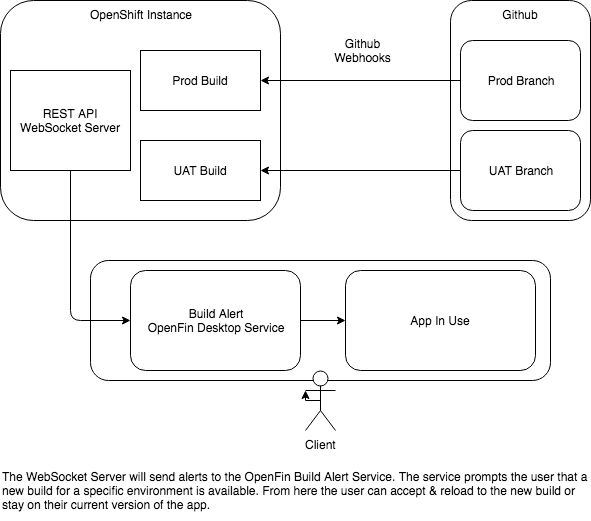 OpenShift Instance
Github
Github
Webhooks
Prod Build
Prod Branch
REST API
WebSocket Server
UAT Build
UAT Branch
Build Alert
OpenFin Desktop Service
App In Use
Client
The WebSocket Server will send alerts to the OpenFin Build Alert Service. The service prompts the user that a
new build for a specific environment is available. From here the user can accept & reload to the new build or
stay on their current version of the app.